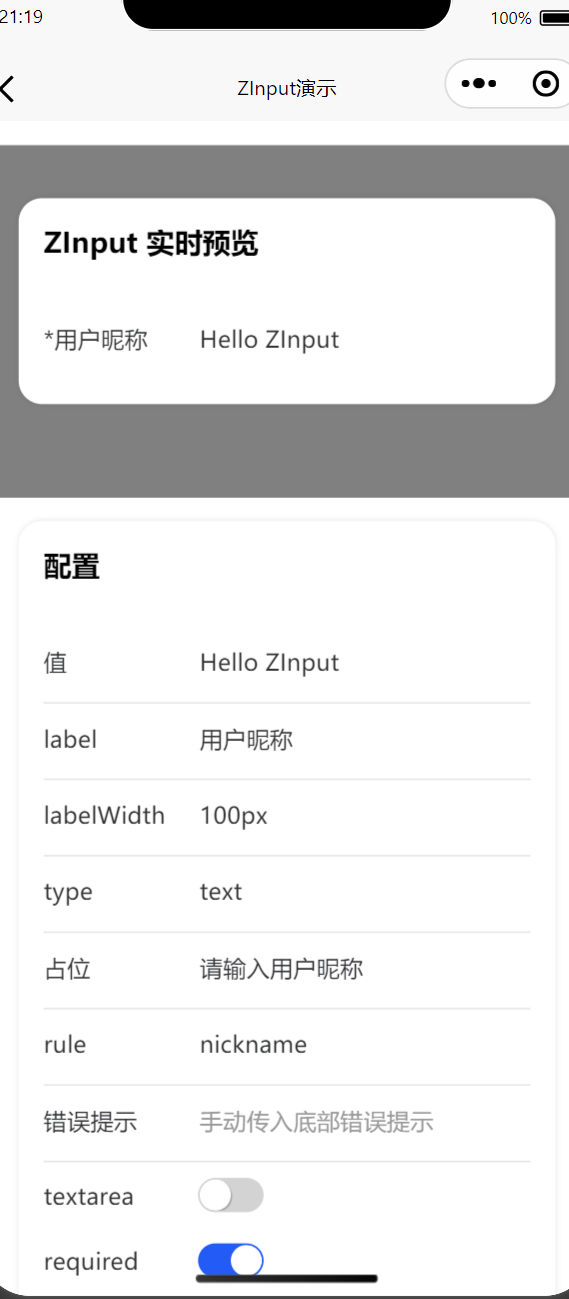 21:19
100%
ZInput演示
ZInput 实时预览
*用户昵称 Hello ZInput
配置
值 Hello ZInput
label 用户昵称
labelWidth 100px
type text
占位 请输入用户昵称
rule nickname
错误提示 手动传入底部错误提示
textarea
required